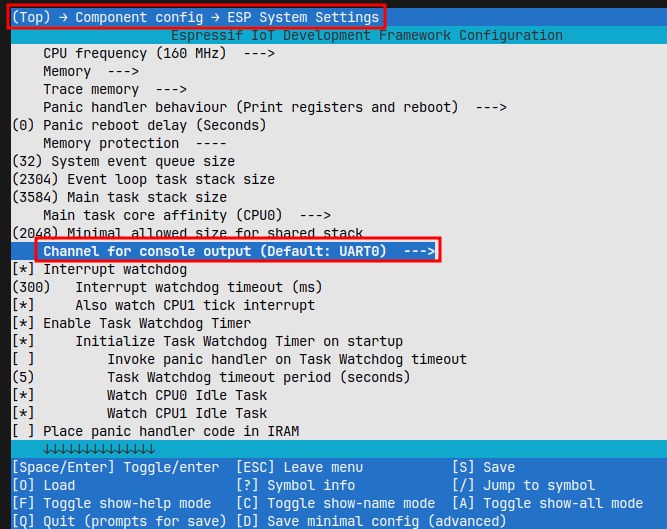 (Top) → Component config → ESP System Settings
Espressif IoT Development Framework Configuration
CPU frequency (160 MHz)  --->
Memory  --->
Trace memory  --->
Panic handler behaviour (Print registers and reboot)  --->
(0) Panic reboot delay (Seconds)
Memory protection  ----
(32) System event queue size
(2304) Event loop task stack size
(3584) Main task stack size
Main task core affinity (CPU0)  --->
(2048) Minimal allowed size for shared stack
Channel for console output (Default: UART0)  --->
[*] Interrupt watchdog
(300)   Interrupt watchdog timeout (ms)
[*]     Also watch CPU1 tick interrupt
[*] Enable Task Watchdog Timer
[*]     Initialize Task Watchdog Timer on startup
[ ]         Invoke panic handler on Task Watchdog timeout
(5)         Task Watchdog timeout period (seconds)
[*]         Watch CPU0 Idle Task
[*]         Watch CPU1 Idle Task
[ ] Place panic handler code in IRAM
↓↓↓↓↓↓↓↓↓↓↓↓↓↓
[Space/Enter] Toggle/enter  [ESC] Leave menu           [S] Save
[O] Load                    [?] Symbol info            [/] Jump to symbol
[F] Toggle show-help mode   [C] Toggle show-name mode  [A] Toggle show-all mode
[Q] Quit (prompts for save) [D] Save minimal config (advanced)